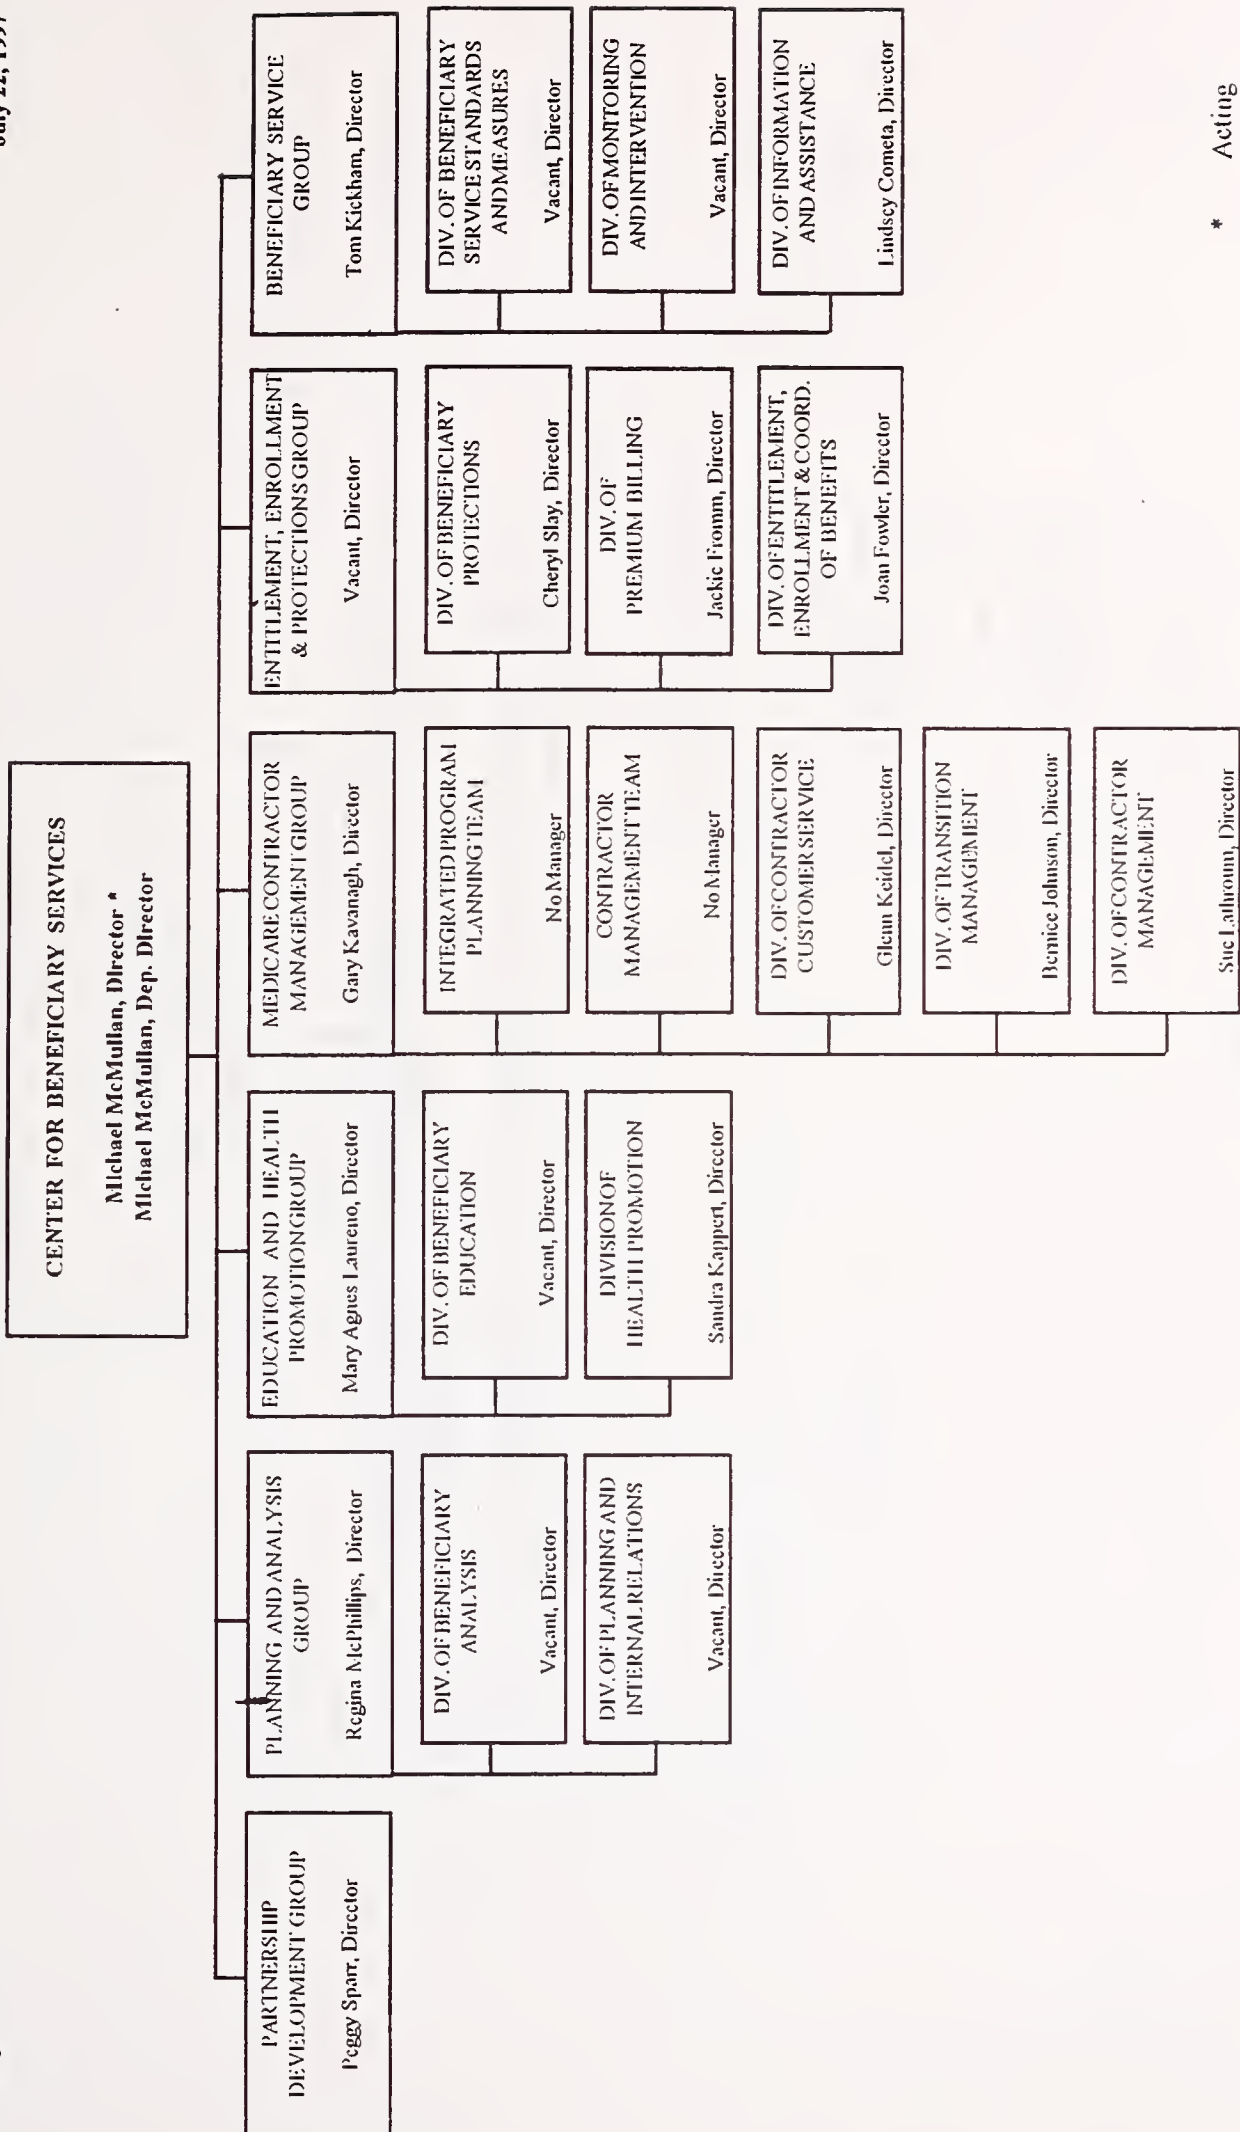 July 22, 1997
CENTER FOR BENEFICIARY SERVICES
Michael McMullan, Director *
Michael McMullan, Dep. Director
PARTNERSHIP
DEVELOPMENT GROUP
Peggy Sparr, Director
PLANNING AND ANALYSIS
GROUP
Regina McPhillips, Director
DIV. OF BENEFICIARY
ANALYSIS
Vacant, Director
DIV. OF PLANNING AND
INTERNAL RELATIONS
Vacant, Director
EDUCATION AND HEALTH
PROMOTION GROUP
Mary Agnes Laureno, Director
DIV. OF BENEFICIARY
EDUCATION
Vacant, Director
DIVISION OF
HEALTH PROMOTION
Sandra Kappert, Director
MEDICARE CONTRACTOR
MANAGEMENT GROUP
Gary Kavanagh, Director
INTEGRATED PROGRAM
PLANNING TEAM
No Manager
CONTRACTOR
MANAGEMENT TEAM
No Manager
DIV. OF CONTRACTOR
CUSTOMER SERVICE
Glenn Keidel, Director
DIV. OF TRANSITION
MANAGEMENT
Bernice Johnson, Director
DIV. OF CONTRACTOR
MANAGEMENT
Sue Lathroum, Director
ENTITLEMENT, ENROLLMENT
& PROTECTIONS GROUP
Vacant, Director
DIV. OF BENEFICIARY
PROTECTIONS
Cheryl Slay, Director
DIV. OF
PREMIUM BILLING
Jackie Fromm, Director
DIV. OF ENTITLEMENT,
ENROLLMENT & COORD.
OF BENEFITS
Joan Fowler, Director
BENEFICIARY SERVICE
GROUP
Tom Kickham, Director
DIV. OF BENEFICIARY
SERVICE STANDARDS
AND MEASURES
Vacant, Director
DIV. OF MONITORING
AND INTERVENTION
Vacant, Director
DIV. OF INFORMATION
AND ASSISTANCE
Lindsey Cometa, Director
* Acting